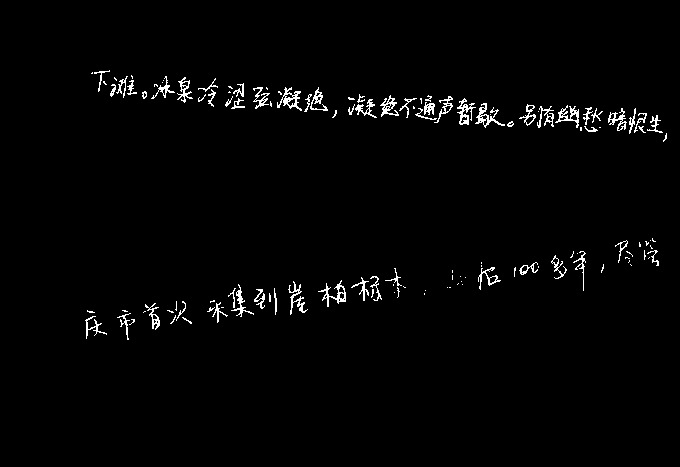 下滩。冰泉冷涩弦凝绝，凝绝不通声暂歇。另有幽愁暗恨生，
庆市首次采集到崖柏标本，此后100多年，尽管